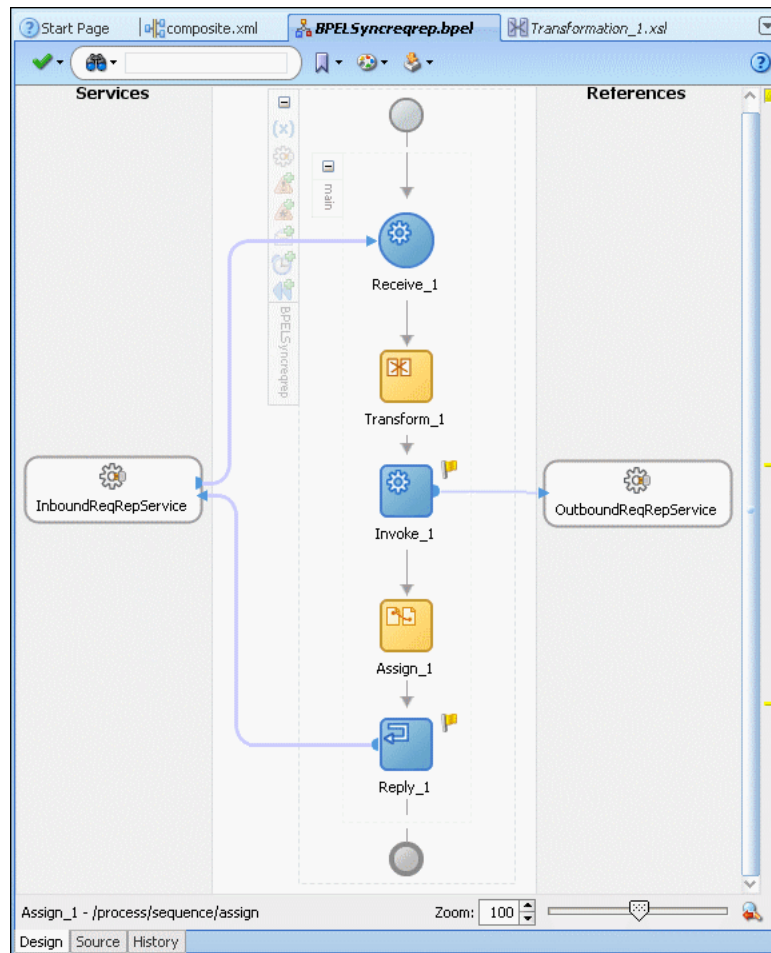 Start Page
composite.xml
BPELSyncreqrep.bpel
Transformation_1.xsl
Services
References
(x)
main
Receive_1
BPELSyncreqrep
Transform_1
InboundReqRepService
Invoke_1
OutboundReqRepService
Assign_1
Reply_1
Assign_1 - /process/sequence/assign
Zoom: 100
Design Source History